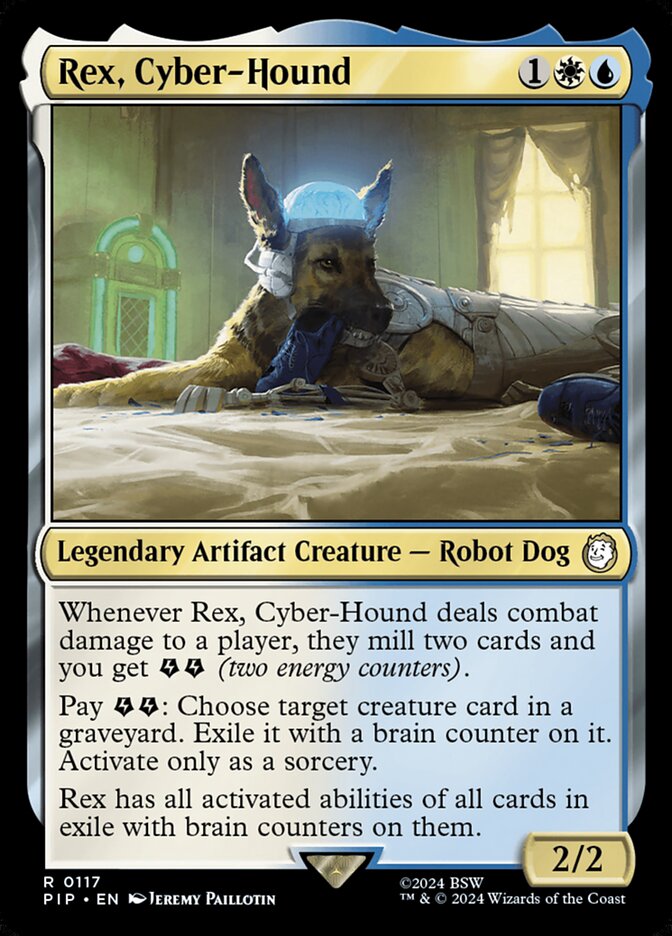 Rex, Cyber-Hound
1
Legendary Artifact Creature — Robot Dog
Whenever Rex, Cyber-Hound deals combat
damage to a player, they mill two cards and
you get (two energy counters).
Pay : Choose target creature card in a
graveyard. Exile it with a brain counter on it.
Activate only as a sorcery.
Rex has all activated abilities of all cards in
exile with brain counters on them.
2/2
R 0117
PIP • EN Jeremy Paillotin
©2024 BSW
™ & © 2024 Wizards of the Coast